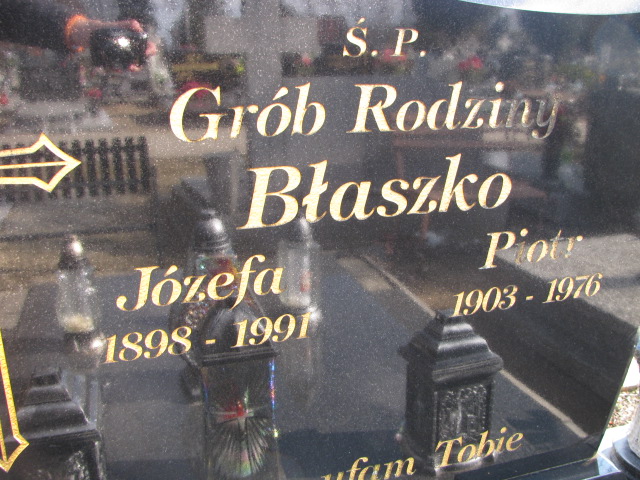 Ś. P.
Grób Rodziny
Błaszko
Józefa Piotr
1898 - 1991 1903 - 1976
ufam Tobie